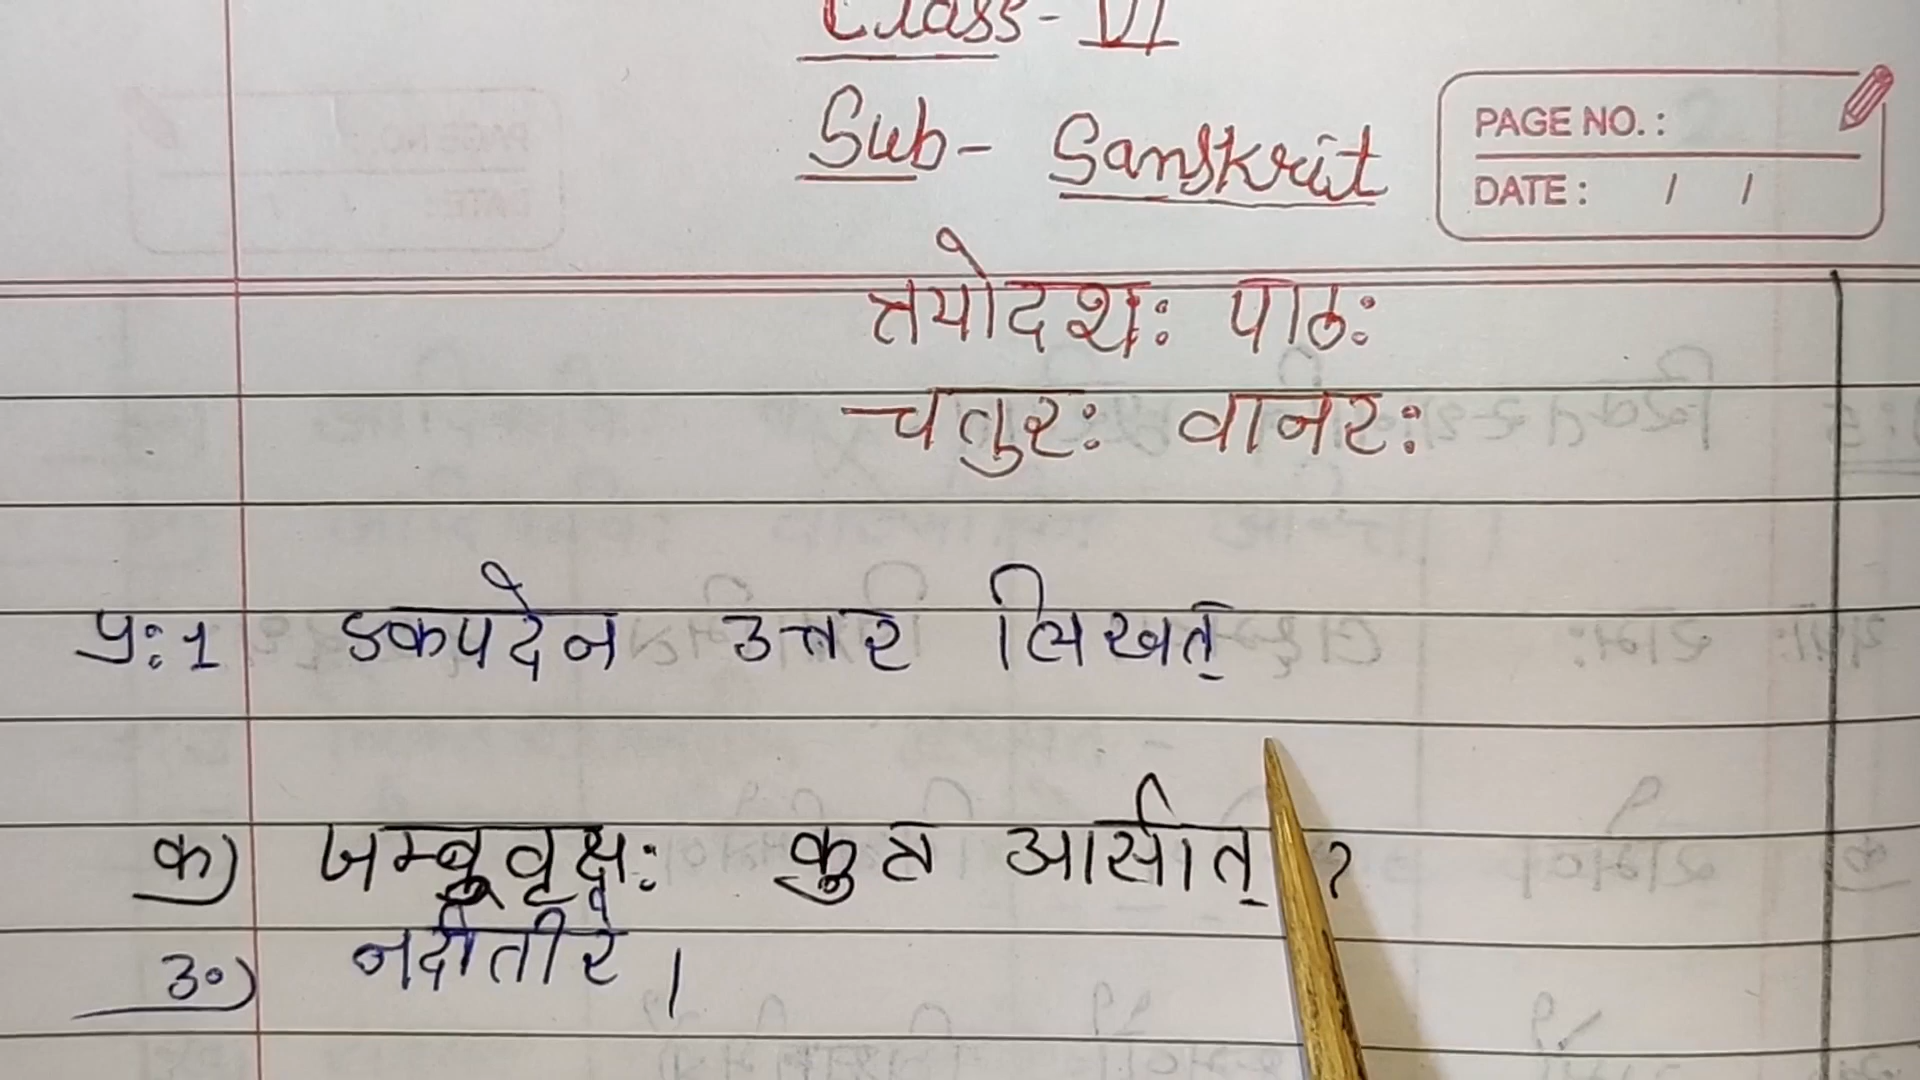 Class - VI
Sub - Sanskrit
PAGE NO. :
DATE : / /
त्रयोदशः पाठः
चतुरः वानरः
प्र:1 एकपदेन उत्तर लिखत्
क) जम्बुवृक्षः कुत्र आसीत् ?
उ०) नदीतीरे ।